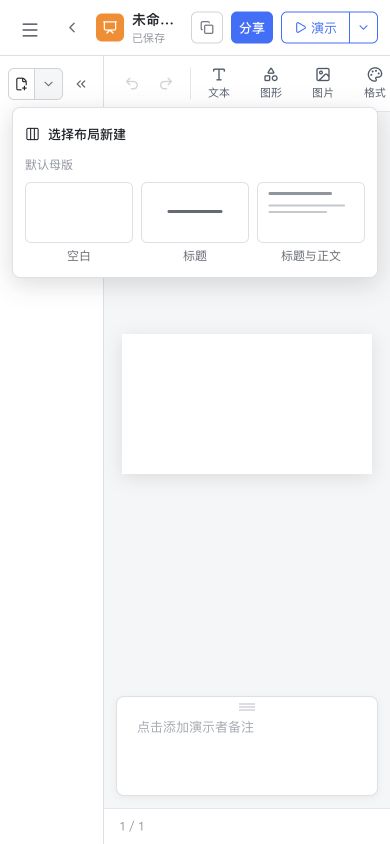 未命...
已保存
分享
演示
文本
图形
图片
格式
选择布局新建
默认母版
空白
标题
标题与正文
点击添加演示者备注
1 / 1